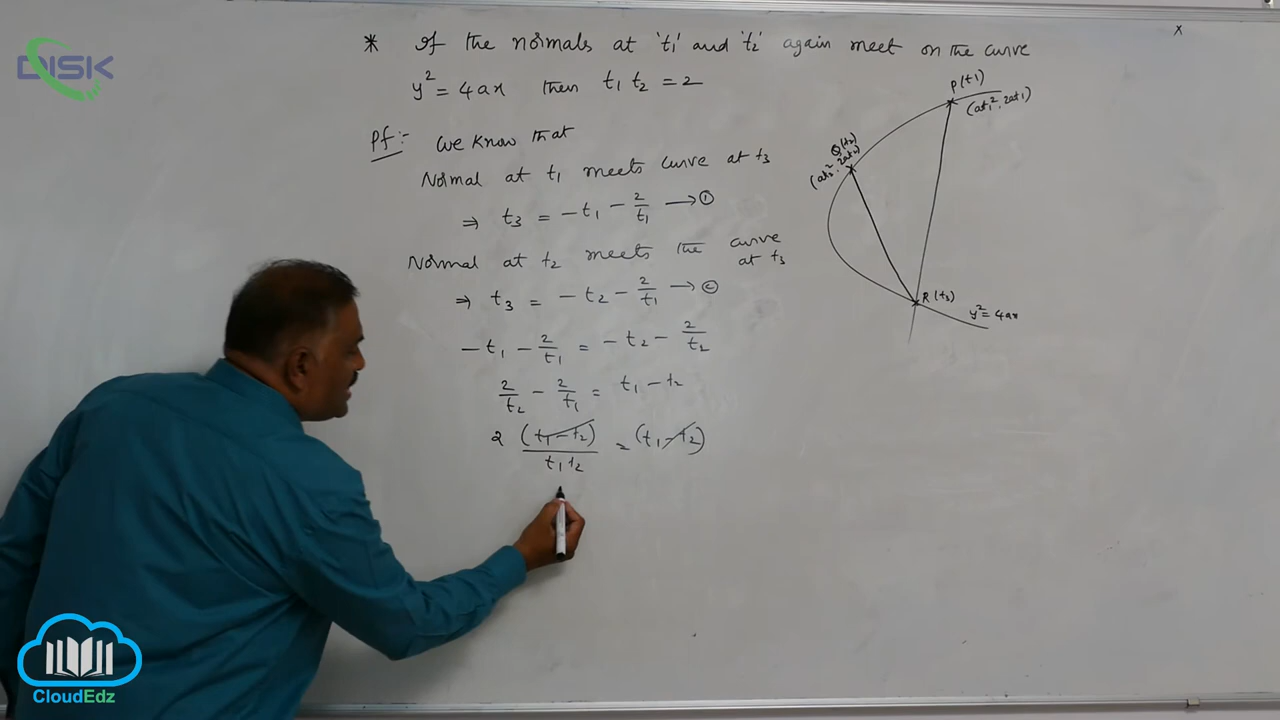 DISK
* If the normals at 't1' and 't2' again meet on the curve
y² = 4ax then t1 t2 = 2
Pf:- We know that
Normal at t1 meets curve at t3
⇒ t3 = -t1 - 2/t1 → ①
Normal at t2 meets the curve at t3
⇒ t3 = -t2 - 2/t1 → ②
-t1 - 2/t1 = -t2 - 2/t2
2/t2 - 2/t1 = t1 - t2
2 (t1 - t2)/t1 t2 = (t1 - t2)
x
P(t1)
(at1², 2at1)
R(t3)
y² = 4ax
CloudEdz